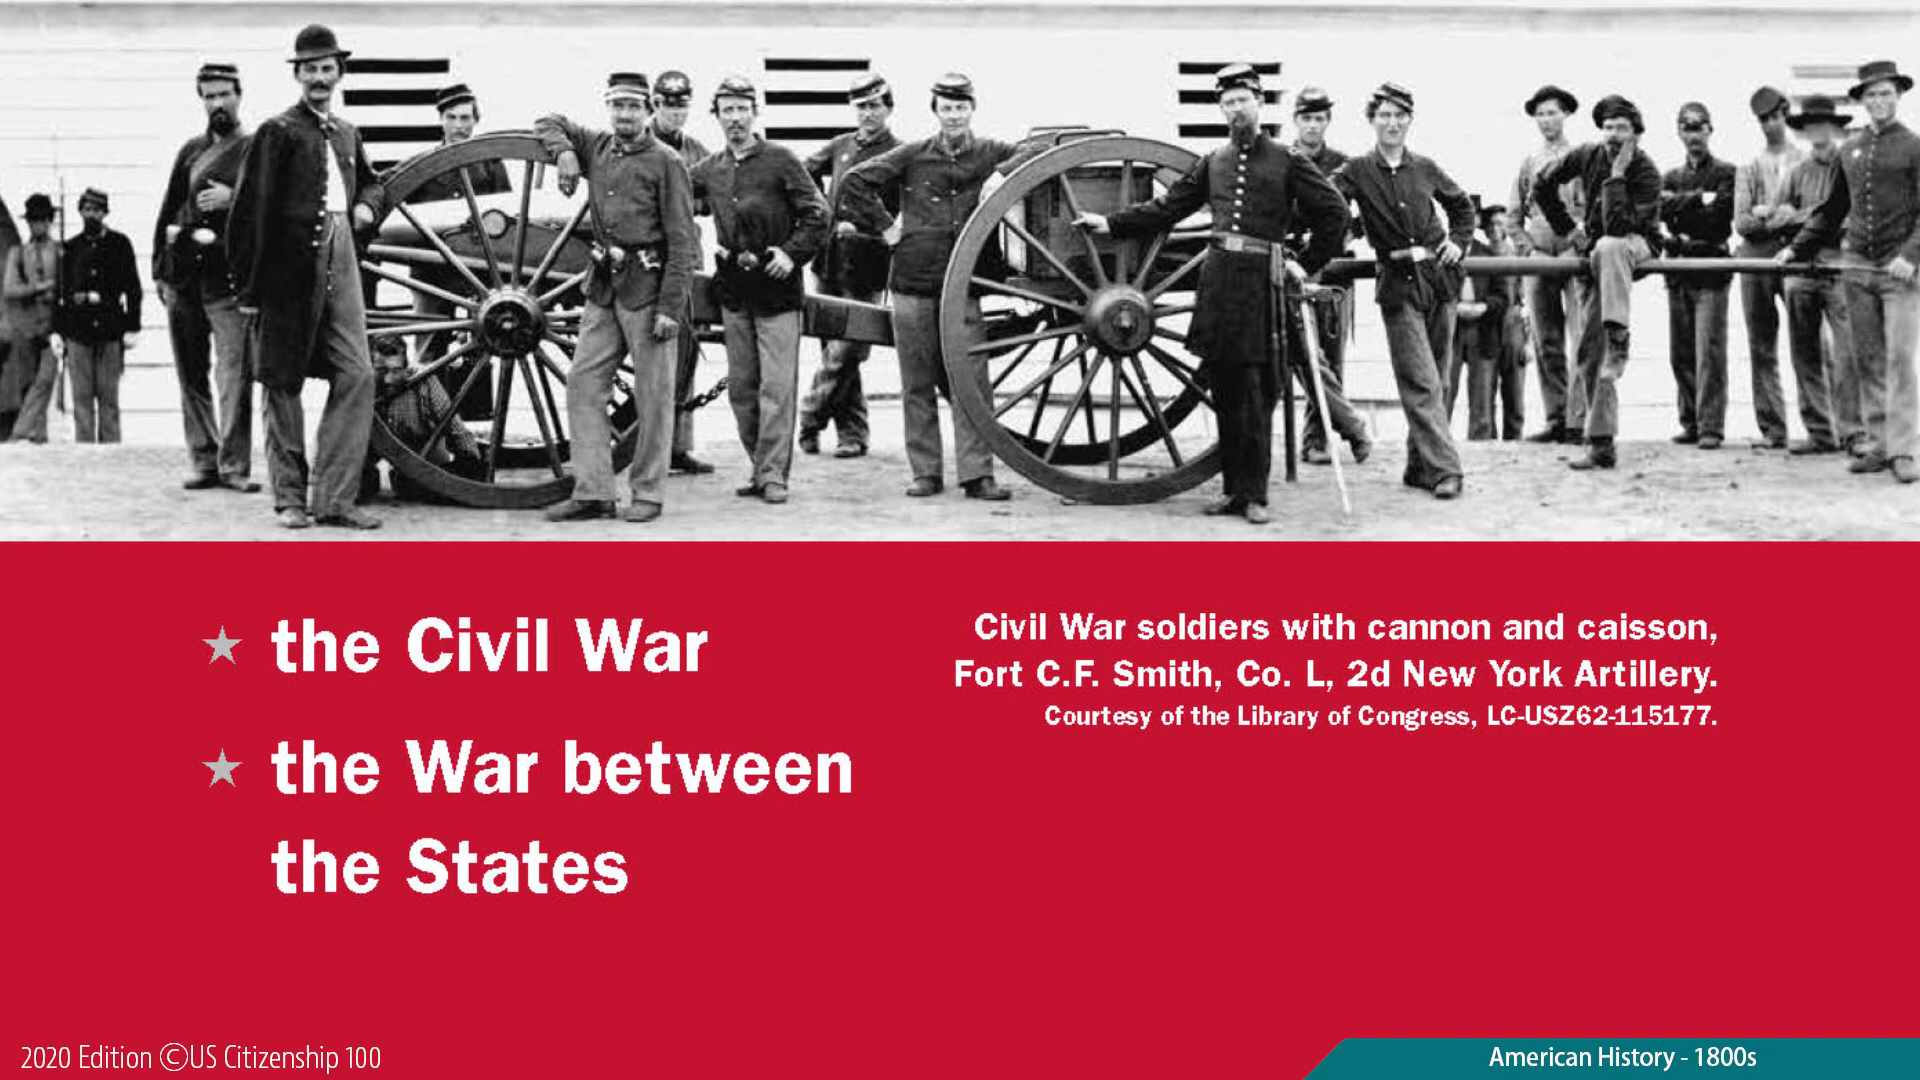 ★ the Civil War
★ the War between
the States
Civil War soldiers with cannon and caisson,
Fort C.F. Smith, Co. L, 2d New York Artillery.
Courtesy of the Library of Congress, LC-USZ62-115177.
2020 Edition ©US Citizenship 100
American History - 1800s